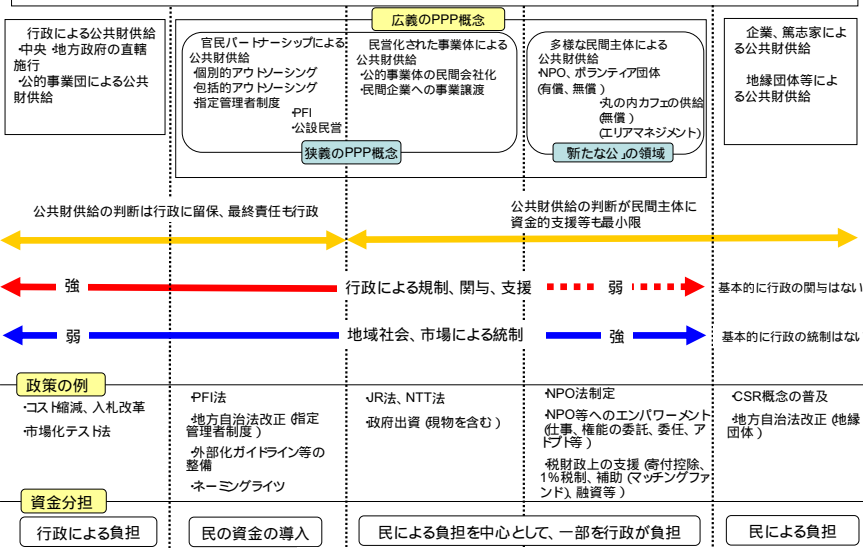 広義のPPP概念
行政による公共財供給
・中央・地方政府の直轄
施行
・公的事業団による公共
財供給
官民パートナーシップによる
公共財供給
・個別的アウトソーシング
・包括的アウトソーシング
・指定管理者制度
・PFI
・公設民営
民営化された事業体による
公共財供給
・公的事業体の民間会社化
・民間企業への事業譲渡
狭義のPPP概念
多様な民間主体による
公共財供給
・NPO、ボランティア団体
(有償、無償)
・丸の内カフェの供給
(無償)
(エリアマネジメント)
「新たな公」の領域
企業、篤志家によ
る公共財供給
地縁団体等によ
る公共財供給
公共財供給の判断は行政に留保、最終責任も行政
公共財供給の判断が民間主体に
資金的支援等も最小限
強
行政による規制、関与、支援
弱
基本的に行政の関与はない
弱
地域社会、市場による統制
強
基本的に行政の統制はない
政策の例
・コスト縮減、入札改革
・市場化テスト法
・PFI法
・地方自治法改正(指定
管理者制度)
・外部化ガイドライン等の
整備
・ネーミングライツ
・JR法、NTT法
・政府出資(現物を含む)
・NPO法制定
・NPO等へのエンパワーメント
(仕事、権能の委託、委任、ア
ドプト等)
・税財政上の支援(寄付控除、
1%税制、補助(マッチングファ
ンド)、融資等)
・CSR概念の普及
・地方自治法改正(地縁
団体)
資金分担
行政による負担
民の資金の導入
民による負担を中心として、一部を行政が負担
民による負担